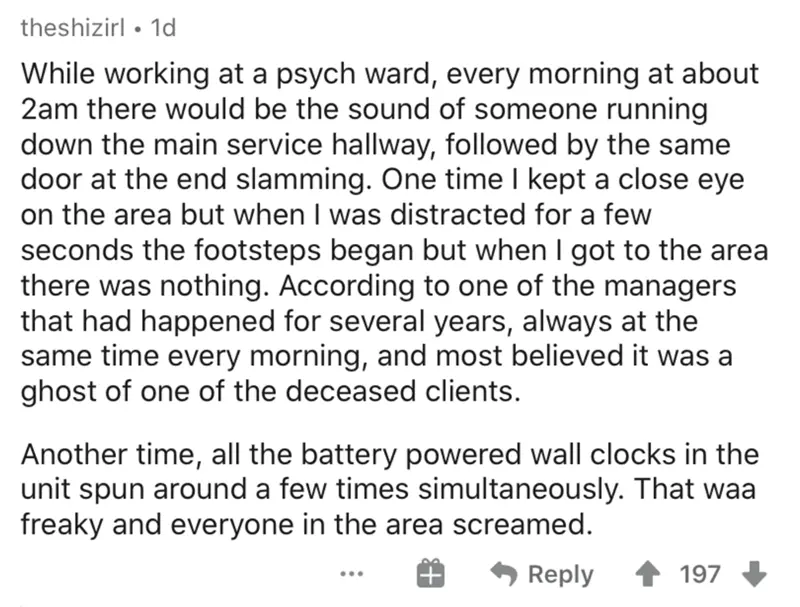 theshizirl • 1d
While working at a psych ward, every morning at about
2am there would be the sound of someone running
down the main service hallway, followed by the same
door at the end slamming. One time I kept a close eye
on the area but when I was distracted for a few
seconds the footsteps began but when I got to the area
there was nothing. According to one of the managers
that had happened for several years, always at the
same time every morning, and most believed it was a
ghost of one of the deceased clients.
Another time, all the battery powered wall clocks in the
unit spun around a few times simultaneously. That waa
freaky and everyone in the area screamed.
... Reply 197